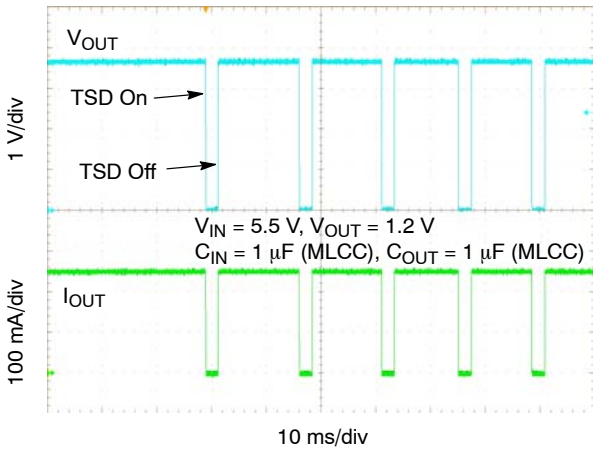 VOUT
TSD On
TSD Off
1 V/div
VIN = 5.5 V, VOUT = 1.2 V
CIN = 1 μF (MLCC), COUT = 1 μF (MLCC)
IOUT
100 mA/div
10 ms/div